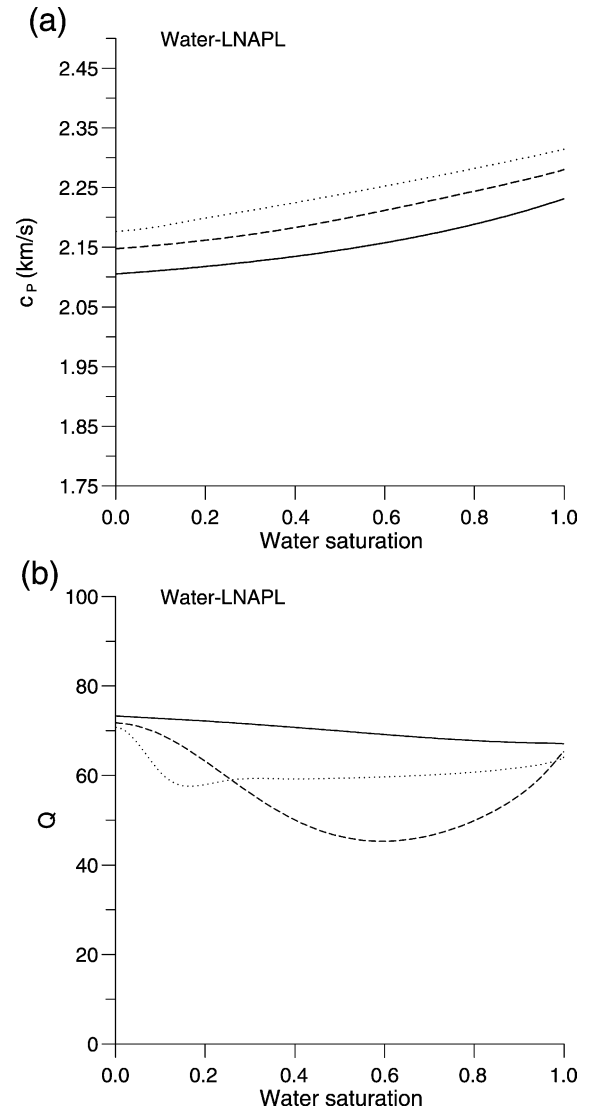 (a)
Water-LNAPL
2.45
2.35
2.25
2.15
2.05
1.95
1.85
1.75
cP (km/s)
0.0 0.2 0.4 0.6 0.8 1.0
Water saturation
(b)
Water-LNAPL
100
80
60
40
20
0
Q
0.0 0.2 0.4 0.6 0.8 1.0
Water saturation